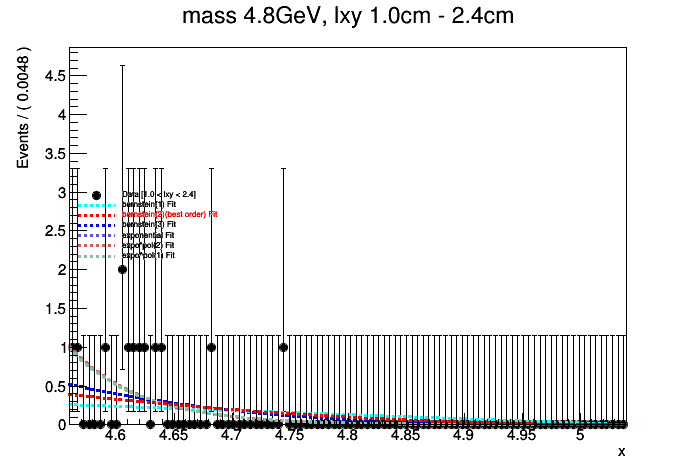 mass 4.8GeV, lxy 1.0cm - 2.4cm
Events / ( 0.0048 )
4.5
4
3.5
3
2.5
2
1.5
1
0.5
0
Data [1.0 < lxy < 2.4]
bernstein(1) Fit
bernstein(2)(best order) Fit
bernstein(3) Fit
exponential Fit
expo*pol(2) Fit
expo*pol(1) Fit
4.6 4.65 4.7 4.75 4.8 4.85 4.9 4.95 5
x